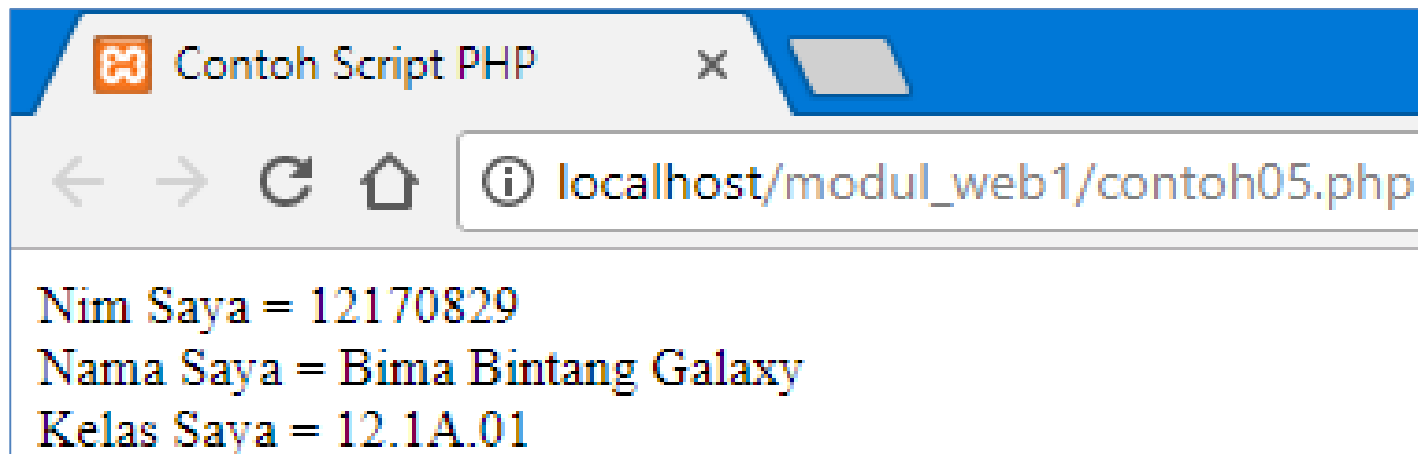 Contoh Script PHP
localhost/modul_web1/contoh05.php
Nim Saya = 12170829
Nama Saya = Bima Bintang Galaxy
Kelas Saya = 12.1A.01